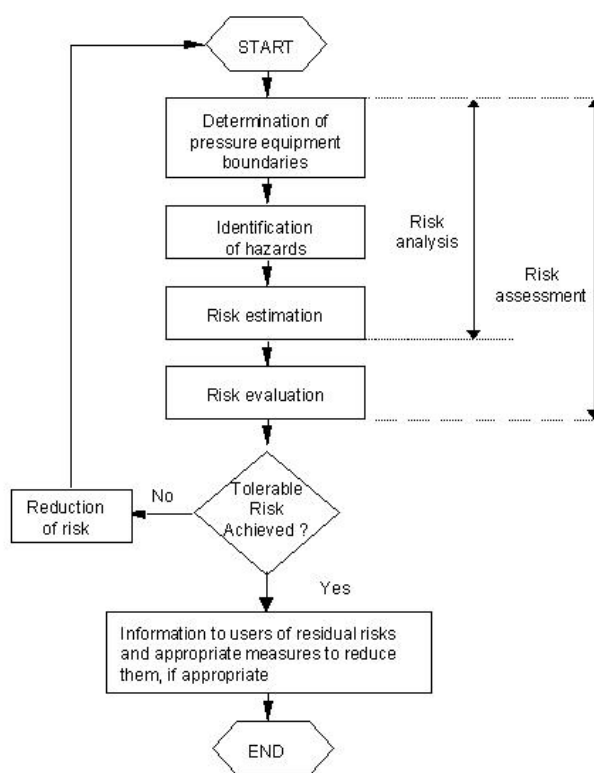 START
Determination of
pressure equipment
boundaries
Identification
of hazards
Risk
analysis
Risk
assessment
Risk estimation
Risk evaluation
Tolerable
Risk
Achieved ?
No
Reduction
of risk
Yes
Information to users of residual risks
and appropriate measures to reduce
them, if appropriate
END